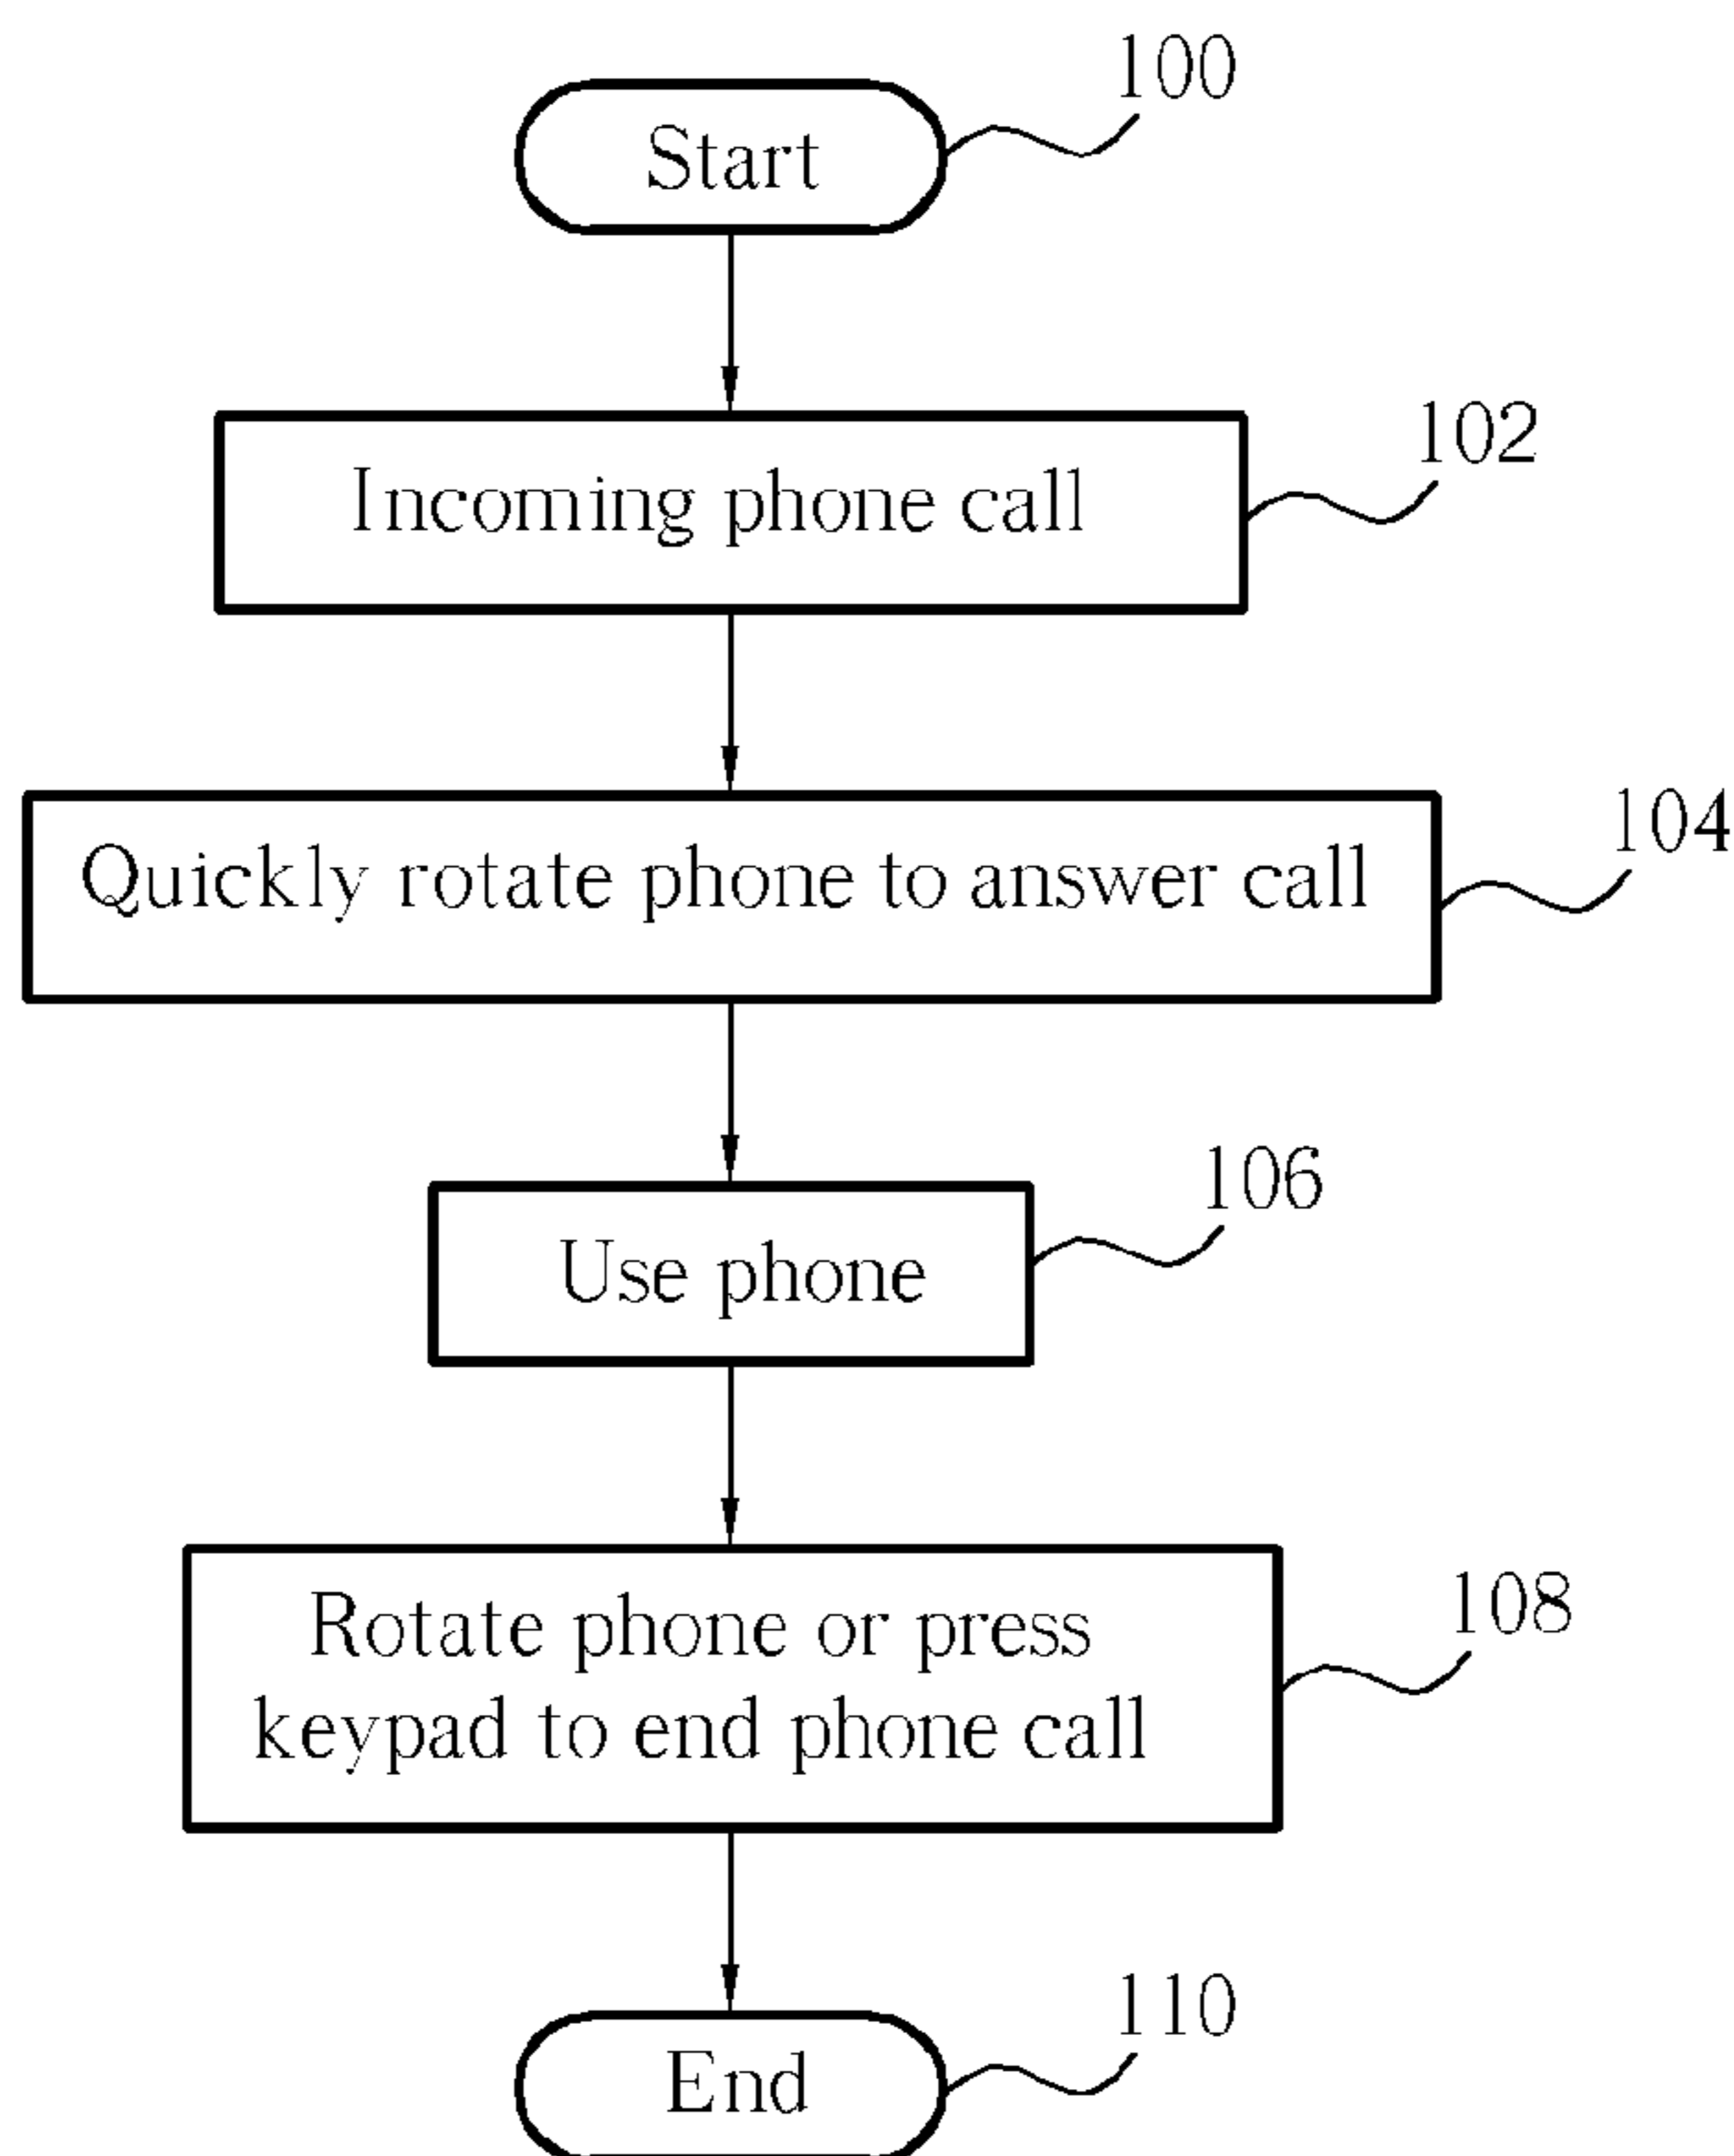 100
Start
102
Incoming phone call
104
Quickly rotate phone to answer call
106
Use phone
108
Rotate phone or press
keypad to end phone call
110
End